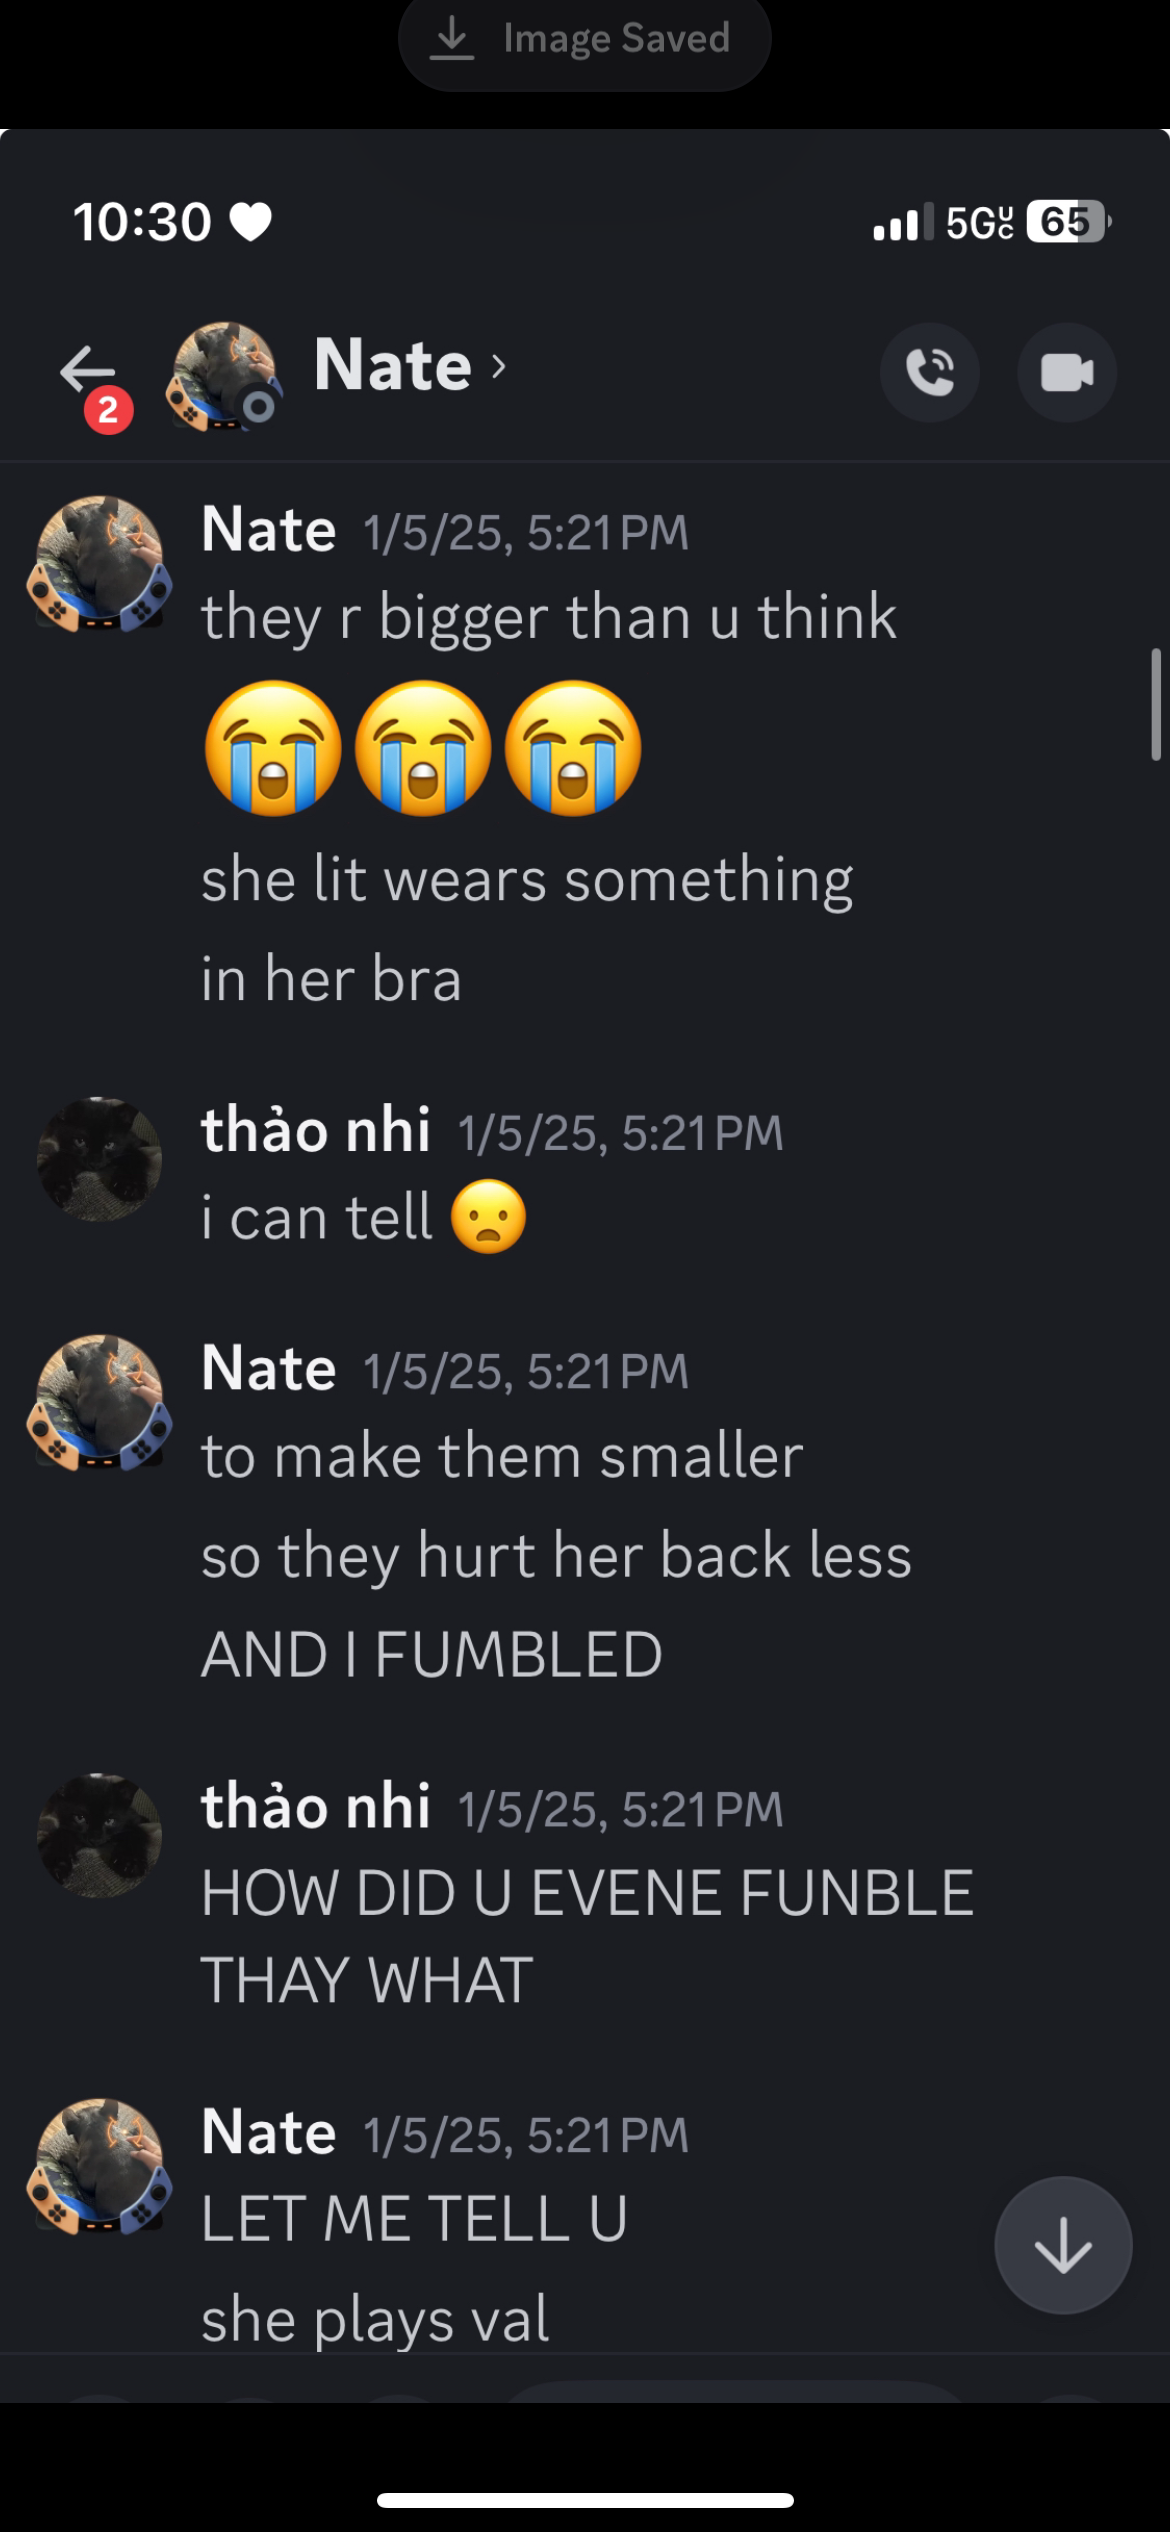 Image Saved
10:30
5GUC 65
2
Nate
Nate 1/5/25, 5:21 PM
they r bigger than u think
😭😭😭
she lit wears something
in her bra
thảo nhi 1/5/25, 5:21 PM
i can tell 😦
Nate 1/5/25, 5:21 PM
to make them smaller
so they hurt her back less
AND I FUMBLED
thảo nhi 1/5/25, 5:21 PM
HOW DID U EVENE FUNBLE
THAY WHAT
Nate 1/5/25, 5:21 PM
LET ME TELL U
she plays val